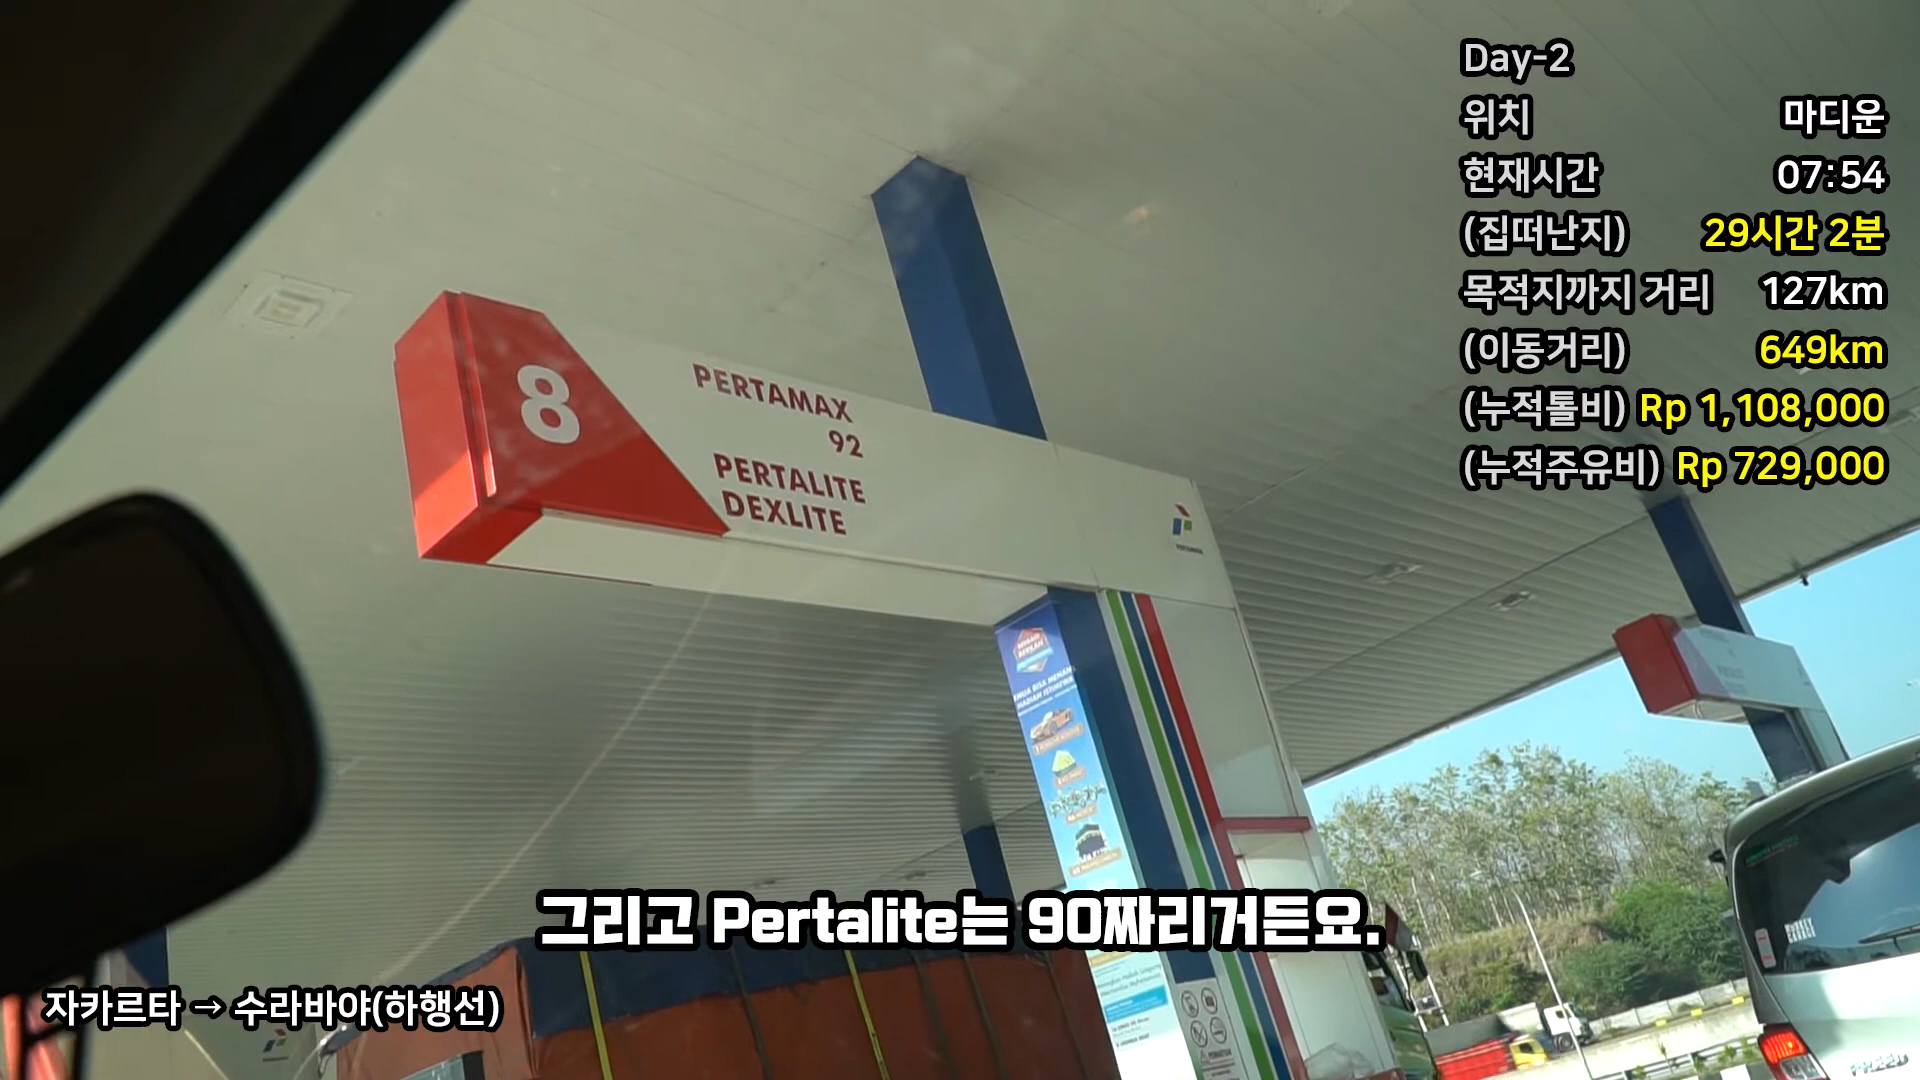 Day-2
위치 마디운
현재시간 07:54
(집떠난지) 29시간 2분
목적지까지 거리 127km
(이동거리) 649km
(누적톨비) Rp 1,108,000
(누적주유비) Rp 729,000
8
PERTAMAX
92
PERTALITE
DEXLITE
PERTAMINA
그리고 Pertalite는 90짜리거든요.
자카르타 → 수라바야(하행선)